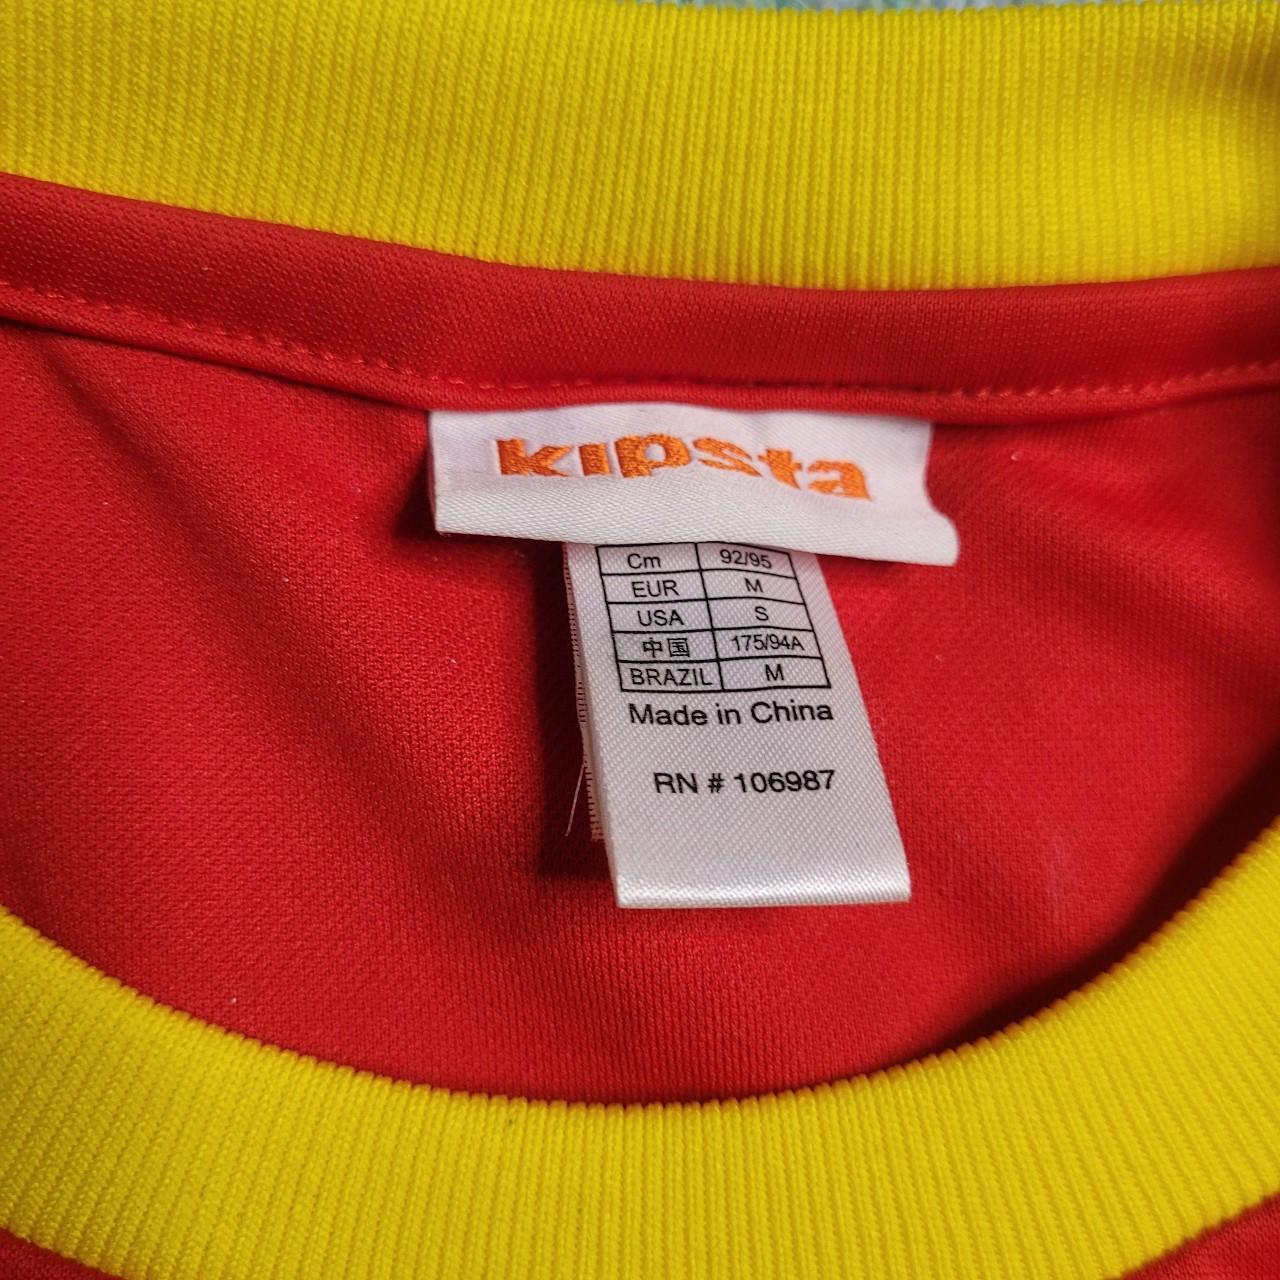 kipsta
Cm 92/95
EUR M
USA S
中国 175/94A
BRAZIL M
Made in China
RN # 106987